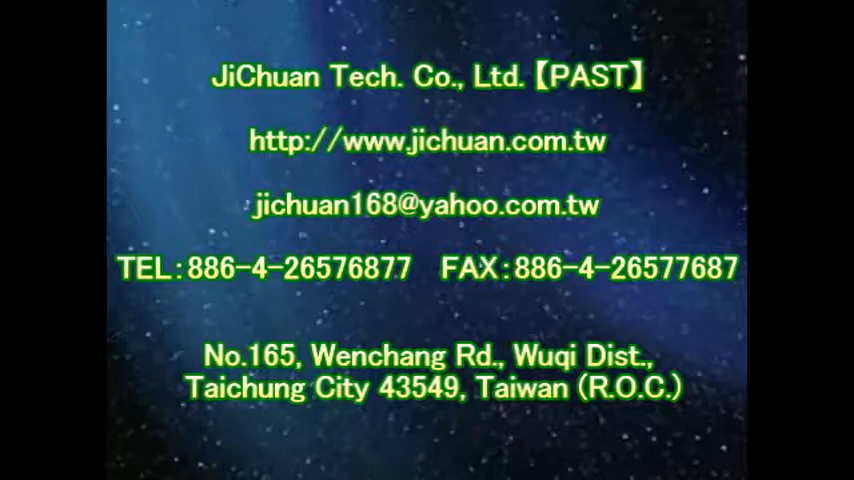 JiChuan Tech. Co., Ltd.【PAST】
http://www.jichuan.com.tw
jichuan168@yahoo.com.tw
TEL:886-4-26576877 FAX:886-4-26577687
No.165, Wenchang Rd., Wuqi Dist.,
Taichung City 43549, Taiwan (R.O.C.)